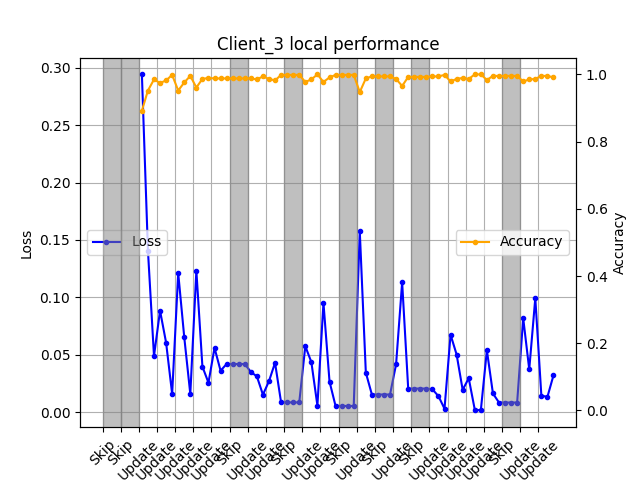 Client_3 local performance
0.30
0.25
0.20
0.15
0.10
0.05
0.00
Loss
Loss
Accuracy
1.0
0.8
0.6
0.4
0.2
0.0
Accuracy
Skip
Skip
Update
Update
Update
Update
Update
Skip
Update
Update
Skip
Update
Update
Skip
Update
Skip
Update
Skip
Update
Update
Update
Update
Skip
Update
Update